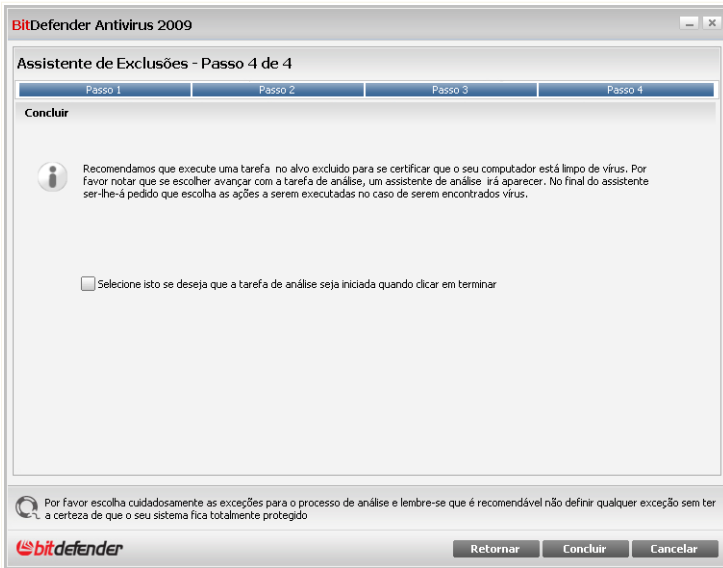 BitDefender Antivirus 2009
Assistente de Exclusões - Passo 4 de 4
Passo 1 Passo 2 Passo 3 Passo 4
Concluir
Recomendamos que execute uma tarefa no alvo excluido para se certificar que o seu computador está limpo de vírus. Por
favor notar que se escolher avançar com a tarefa de análise, um assistente de análise irá aparecer. No final do assistente
ser-lhe-á pedido que escolha as ações a serem executadas no caso de serem encontrados vírus.
Selecione isto se deseja que a tarefa de análise seja iniciada quando clicar em terminar
Por favor escolha cuidadosamente as exceções para o processo de análise e lembre-se que é recomendável não definir qualquer exceção sem ter
a certeza de que o seu sistema fica totalmente protegido
bitdefender
Retornar Concluir Cancelar